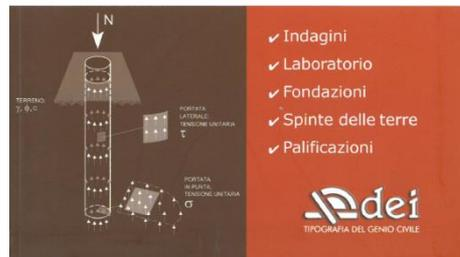 N
TERRENO:
γ, ϕ, c
PORTATA
LATERALE:
TENSIONE UNITARIA
τ
PORTATA
IN PUNTA:
TENSIONE UNITARIA
σ
✔ Indagini
✔ Laboratorio
✔ Fondazioni
✔ Spinte delle terre
✔ Palificazioni
dei
TIPOGRAFIA DEL GENIO CIVILE